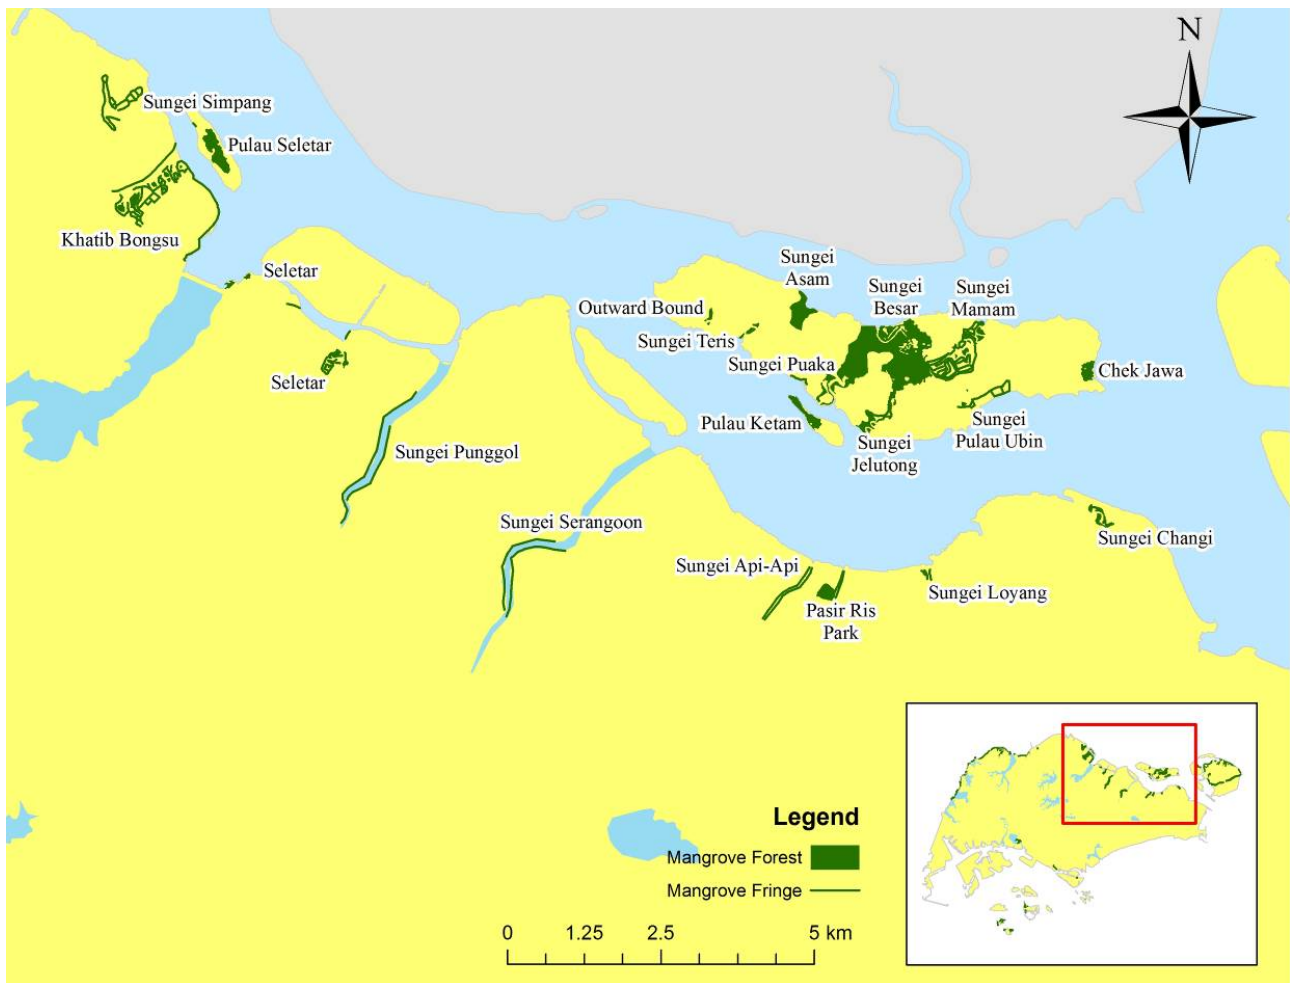 N
Sungei Simpang
Pulau Seletar
Khatib Bongsu
Seletar
Seletar
Sungei Punggol
Sungei Serangoon
Outward Bound
Sungei Teris
Sungei
Asam
Sungei
Besar
Sungei
Mamam
Sungei Puaka
Pulau Ketam
Sungei
Jelutong
Sungei
Pulau Ubin
Chek Jawa
Sungei Changi
Sungei Api-Api
Pasir Ris
Park
Sungei Loyang
Legend
Mangrove Forest
Mangrove Fringe
0 1.25 2.5 5 km